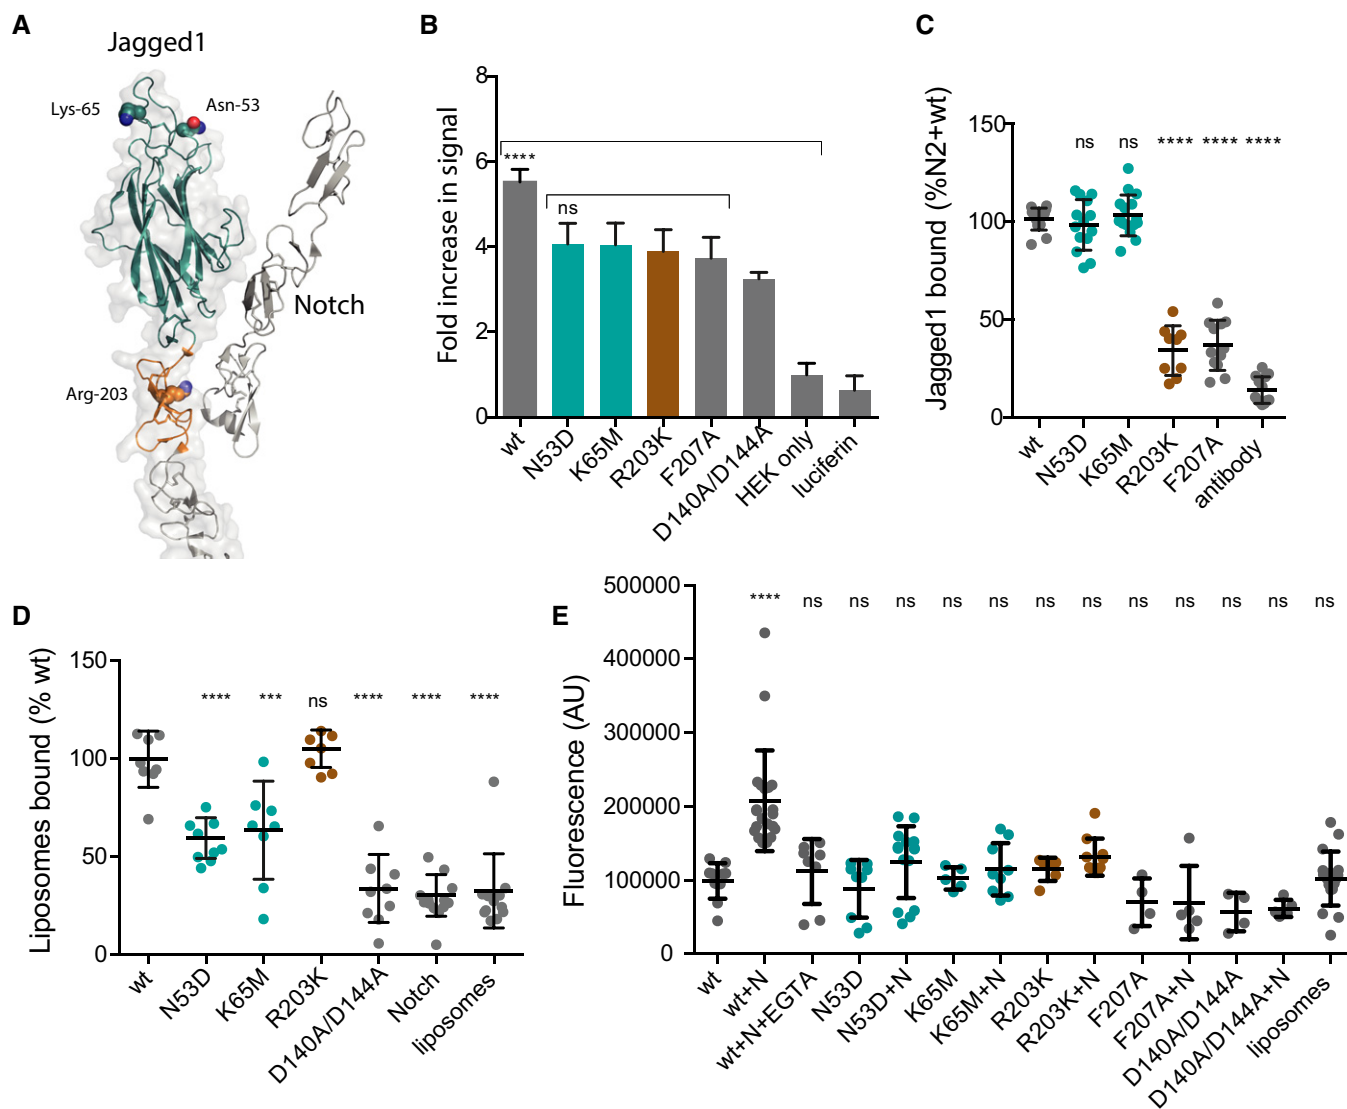 A
Jagged1
Lys-65
Asn-53
Notch
Arg-203
B
Fold increase in signal
8
6
4
2
0
****
ns
wt
N53D
K65M
R203K
F207A
D140A/D144A
HEK only
luciferin
C
Jagged1 bound (%N2+wt)
150
100
50
0
ns ns **** **** ****
wt
N53D
K65M
R203K
F207A
antibody
D
Liposomes bound (% wt)
150
100
50
0
**** *** ns **** **** ****
wt
N53D
K65M
R203K
D140A/D144A
Notch
liposomes
E
Fluorescence (AU)
500000
400000
300000
200000
100000
0
**** ns ns ns ns ns ns ns ns ns ns ns ns
wt
wt+N
wt+N+EGTA
N53D
N53D+N
K65M
K65M+N
R203K
R203K+N
F207A
F207A+N
D140A/D144A
D140A/D144A+N
liposomes